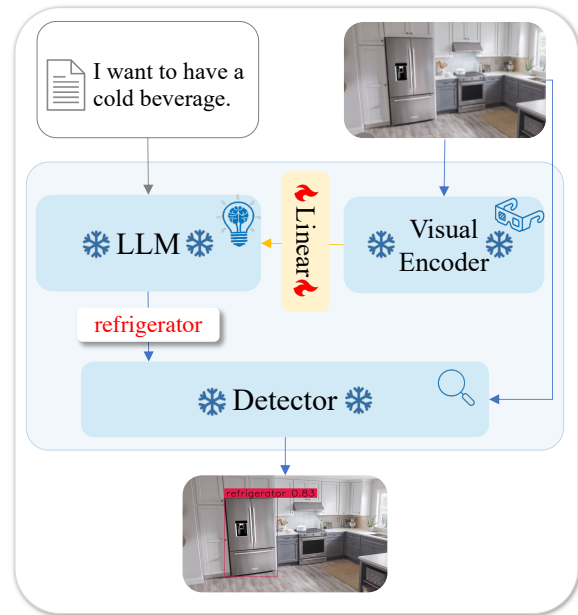 I want to have a
cold beverage.
LLM
Linear
Visual
Encoder
refrigerator
Detector
refrigerator 0.83